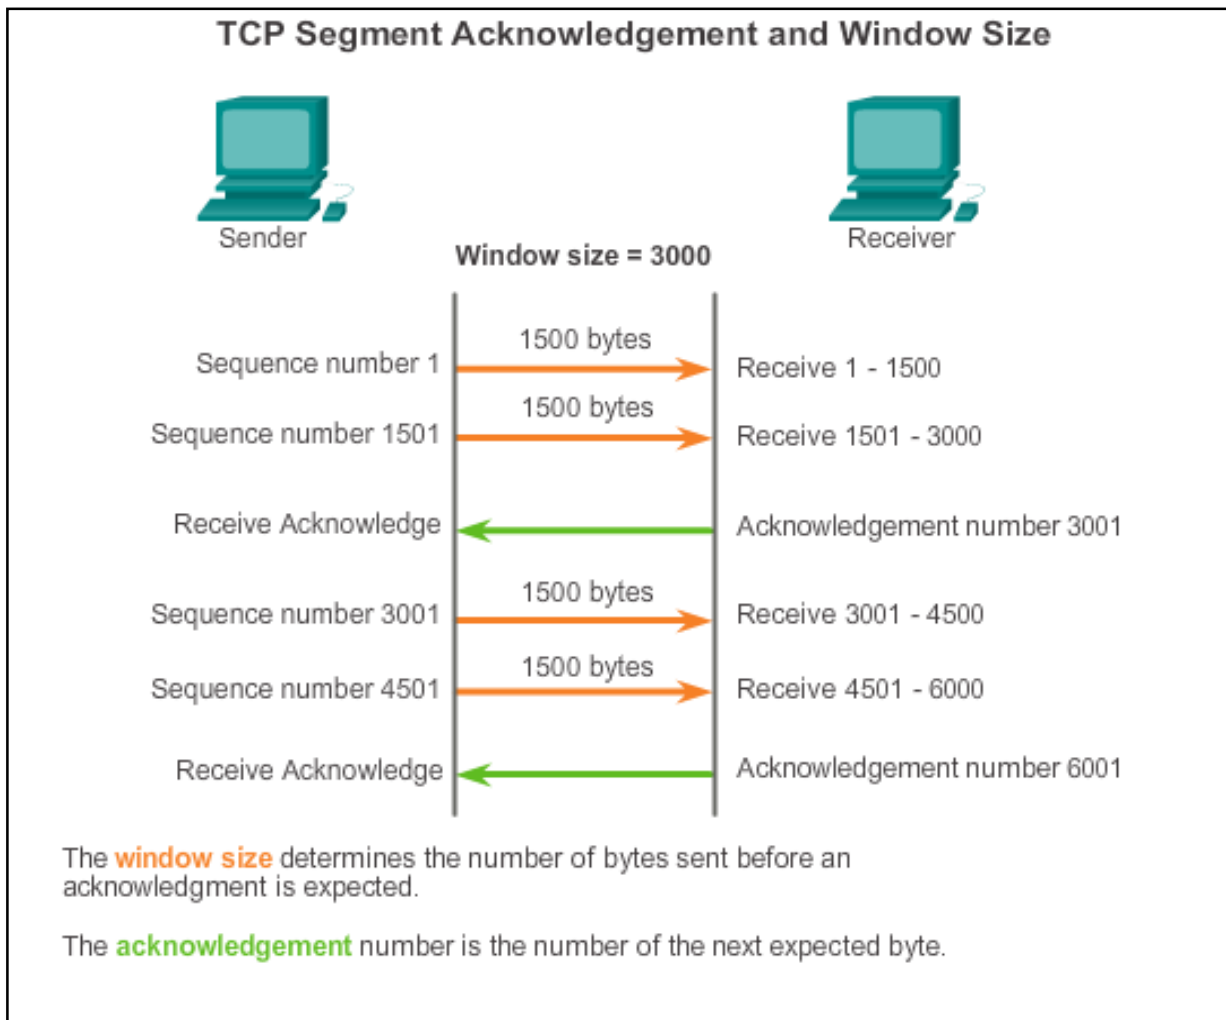 TCP Segment Acknowledgement and Window Size
Sender
Receiver
Window size = 3000
1500 bytes
Sequence number 1
Receive 1 - 1500
1500 bytes
Sequence number 1501
Receive 1501 - 3000
Receive Acknowledge
Acknowledgement number 3001
1500 bytes
Sequence number 3001
Receive 3001 - 4500
1500 bytes
Sequence number 4501
Receive 4501 - 6000
Receive Acknowledge
Acknowledgement number 6001
The window size determines the number of bytes sent before an
acknowledgment is expected.
The acknowledgement number is the number of the next expected byte.